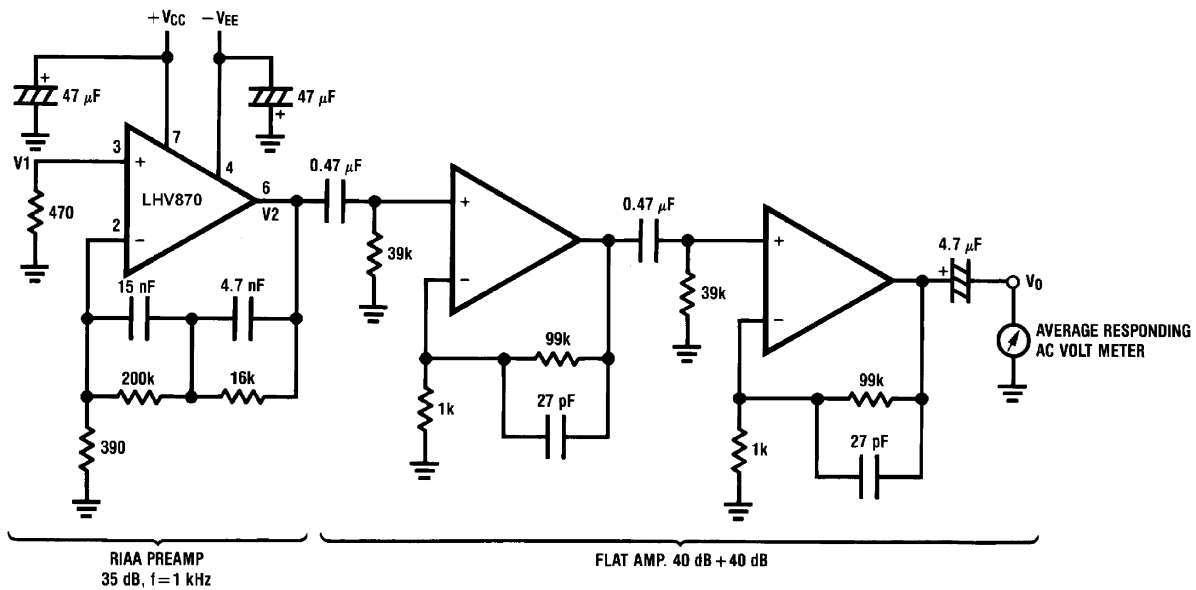 +VCC −VEE
+
47 µF
47 µF
+
7
3
V1
+
4
LHV870
6
V2
470
2
−
15 nF
4.7 nF
200k
16k
390
0.47 µF
39k
+
−
99k
1k
27 pF
0.47 µF
39k
+
−
99k
1k
27 pF
4.7 µF
+
VO
AVERAGE RESPONDING
AC VOLT METER
RIAA PREAMP
35 dB, f=1 kHz
FLAT AMP. 40 dB+40 dB